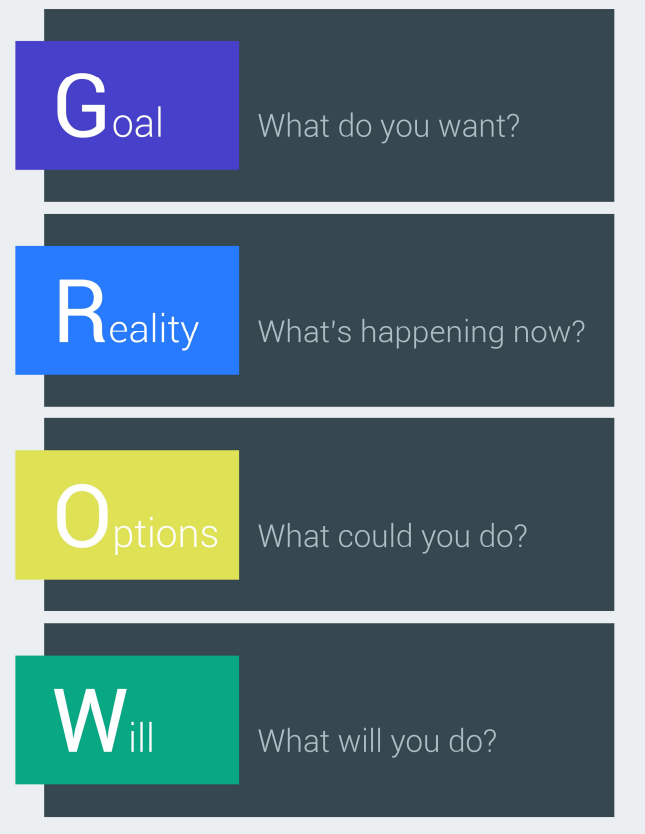 Goal What do you want?
Reality What's happening now?
Options What could you do?
Will What will you do?